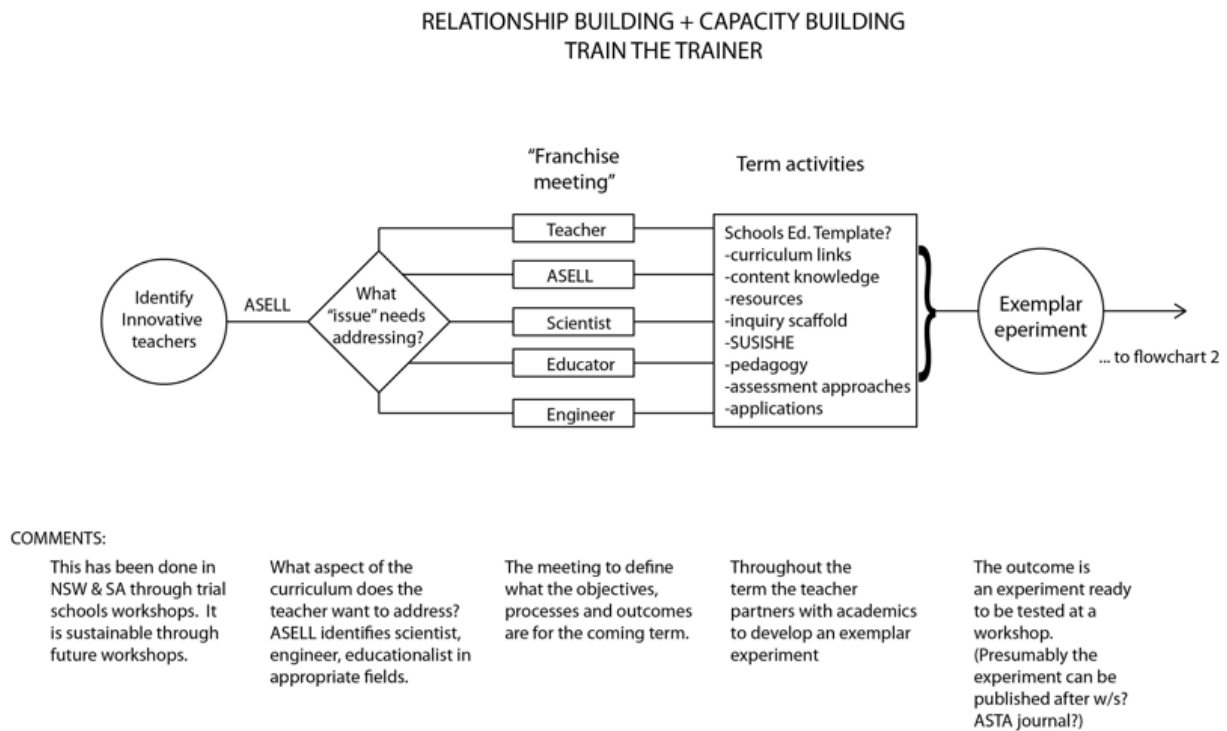 RELATIONSHIP BUILDING + CAPACITY BUILDING
TRAIN THE TRAINER
"Franchise
meeting"
Term activities
Identify
Innovative
teachers
ASELL
What
"issue" needs
addressing?
Teacher
ASELL
Scientist
Educator
Engineer
Schools Ed. Template?
-curriculum links
-content knowledge
-resources
-inquiry scaffold
-SUSISHE
-pedagogy
-assessment approaches
-applications
Exemplar
eperiment
... to flowchart 2
COMMENTS:
This has been done in
NSW & SA through trial
schools workshops. It
is sustainable through
future workshops.
What aspect of the
curriculum does the
teacher want to address?
ASELL identifies scientist,
engineer, educationalist in
appropriate fields.
The meeting to define
what the objectives,
processes and outcomes
are for the coming term.
Throughout the
term the teacher
partners with academics
to develop an exemplar
experiment
The outcome is
an experiment ready
to be tested at a
workshop.
(Presumably the
experiment can be
published after w/s?
ASTA journal?)